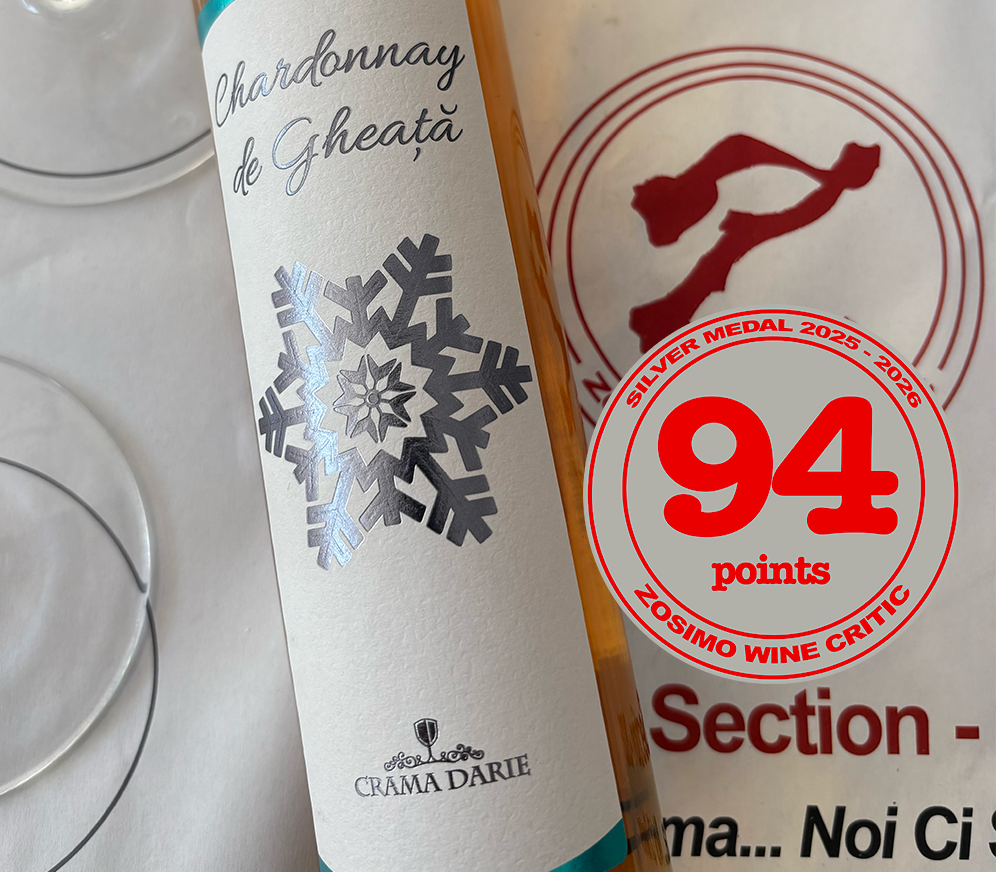 Chardonnay
de Gheață
CRAMA DARIE
SILVER MEDAL 2025 - 2026
94
points
ZOSIMO WINE CRITIC
Section -
ma... Noi Ci